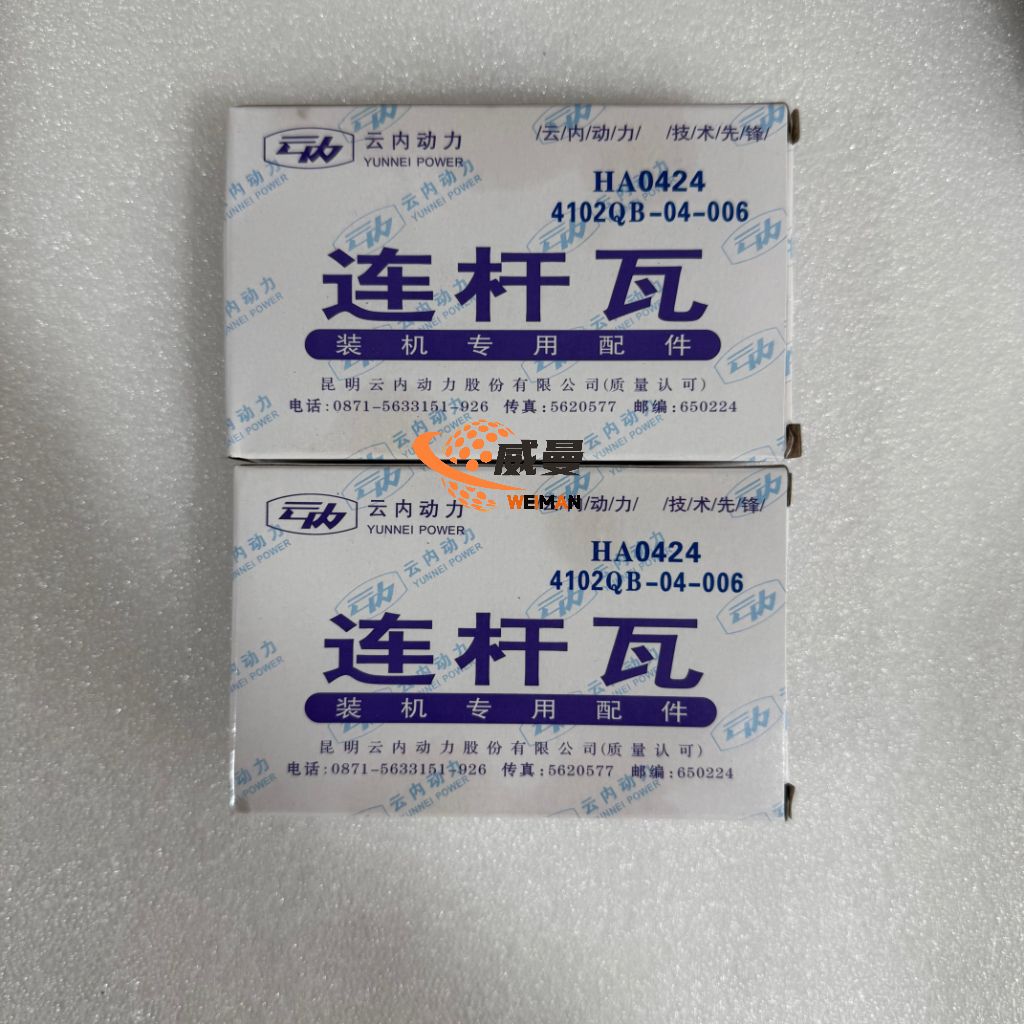 云内动力
YUNNEI POWER
/云/内/动/力/ /技/术/先/锋/
HA0424
4102QB-04-006
连杆瓦
装机专用配件
昆明云内动力股份有限公司(质量认可)
电话:0871-5633151-926 传真:5620577 邮编:650224
威曼
WEMAN
云内动力
YUNNEI POWER
/云/内/动/力/ /技/术/先/锋/
HA0424
4102QB-04-006
连杆瓦
装机专用配件
昆明云内动力股份有限公司(质量认可)
电话:0871-5633151-926 传真:5620577 邮编:650224